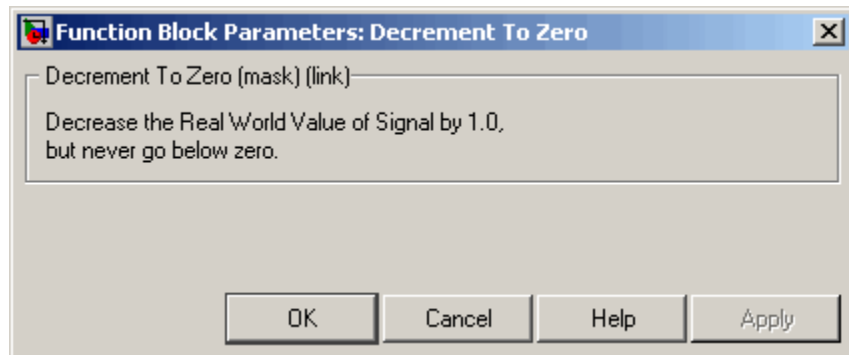 Function Block Parameters: Decrement To Zero
Decrement To Zero (mask) (link)
Decrease the Real World Value of Signal by 1.0,
but never go below zero.
OK Cancel Help Apply